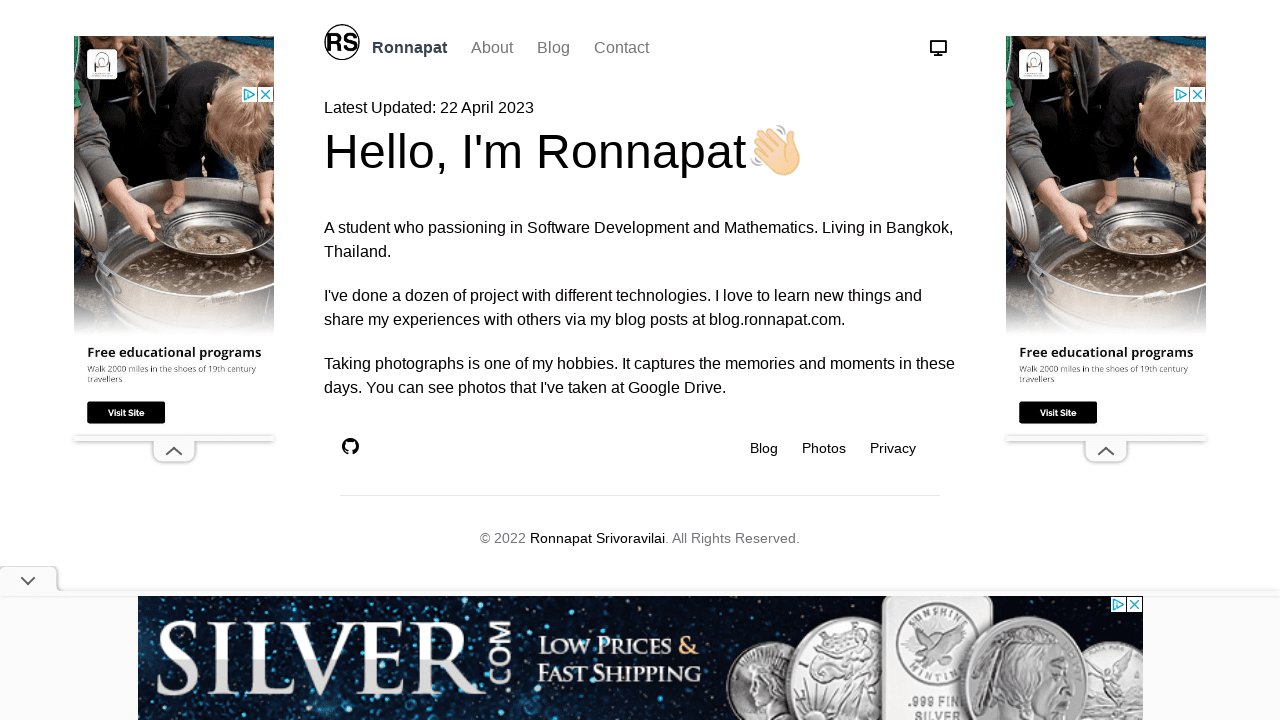 RS Ronnapat About Blog Contact
Latest Updated: 22 April 2023
Hello, I'm Ronnapat👋🏼
A student who passioning in Software Development and Mathematics. Living in Bangkok,
Thailand.
I've done a dozen of project with different technologies. I love to learn new things and
share my experiences with others via my blog posts at blog.ronnapat.com.
Taking photographs is one of my hobbies. It captures the memories and moments in these
days. You can see photos that I've taken at Google Drive.
Blog Photos Privacy
© 2022 Ronnapat Srivoravilai. All Rights Reserved.
Free educational programs
Walk 2000 miles in the shoes of 19th century
travellers
Visit Site
Free educational programs
Walk 2000 miles in the shoes of 19th century
travellers
Visit Site
SILVER.COM
LOW PRICES &
FAST SHIPPING
SUNSHINE
MINTING
.999 FINE
SILVER